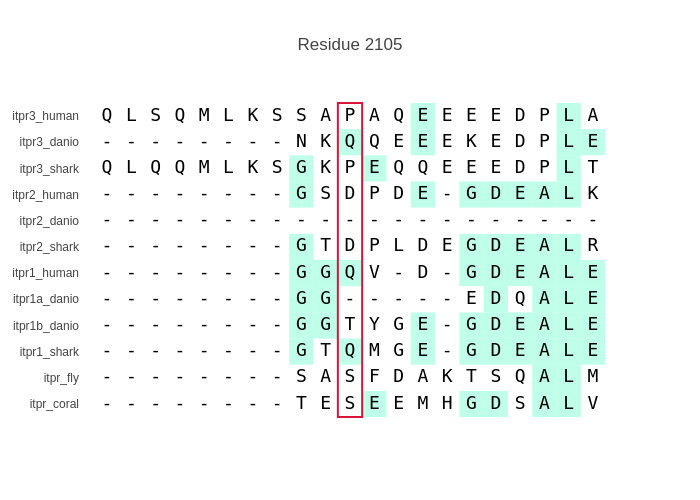 Residue 2105
itpr3_human Q L S Q M L K S S A P A Q E E E E D P L A
itpr3_danio - - - - - - - - N K Q Q E E E K E D P L E
itpr3_shark Q L Q Q M L K S G K P E Q Q E E E D P L T
itpr2_human - - - - - - - - G S D P D E - G D E A L K
itpr2_danio - - - - - - - - - - - - - - - - - - - - -
itpr2_shark - - - - - - - - G T D P L D E G D E A L R
itpr1_human - - - - - - - - G G Q V - D - G D E A L E
itpr1a_danio - - - - - - - - G G - - - - - E D Q A L E
itpr1b_danio - - - - - - - - G G T Y G E - G D E A L E
itpr1_shark - - - - - - - - G T Q M G E - G D E A L E
itpr_fly - - - - - - - - S A S F D A K T S Q A L M
itpr_coral - - - - - - - - T E S E E M H G D S A L V